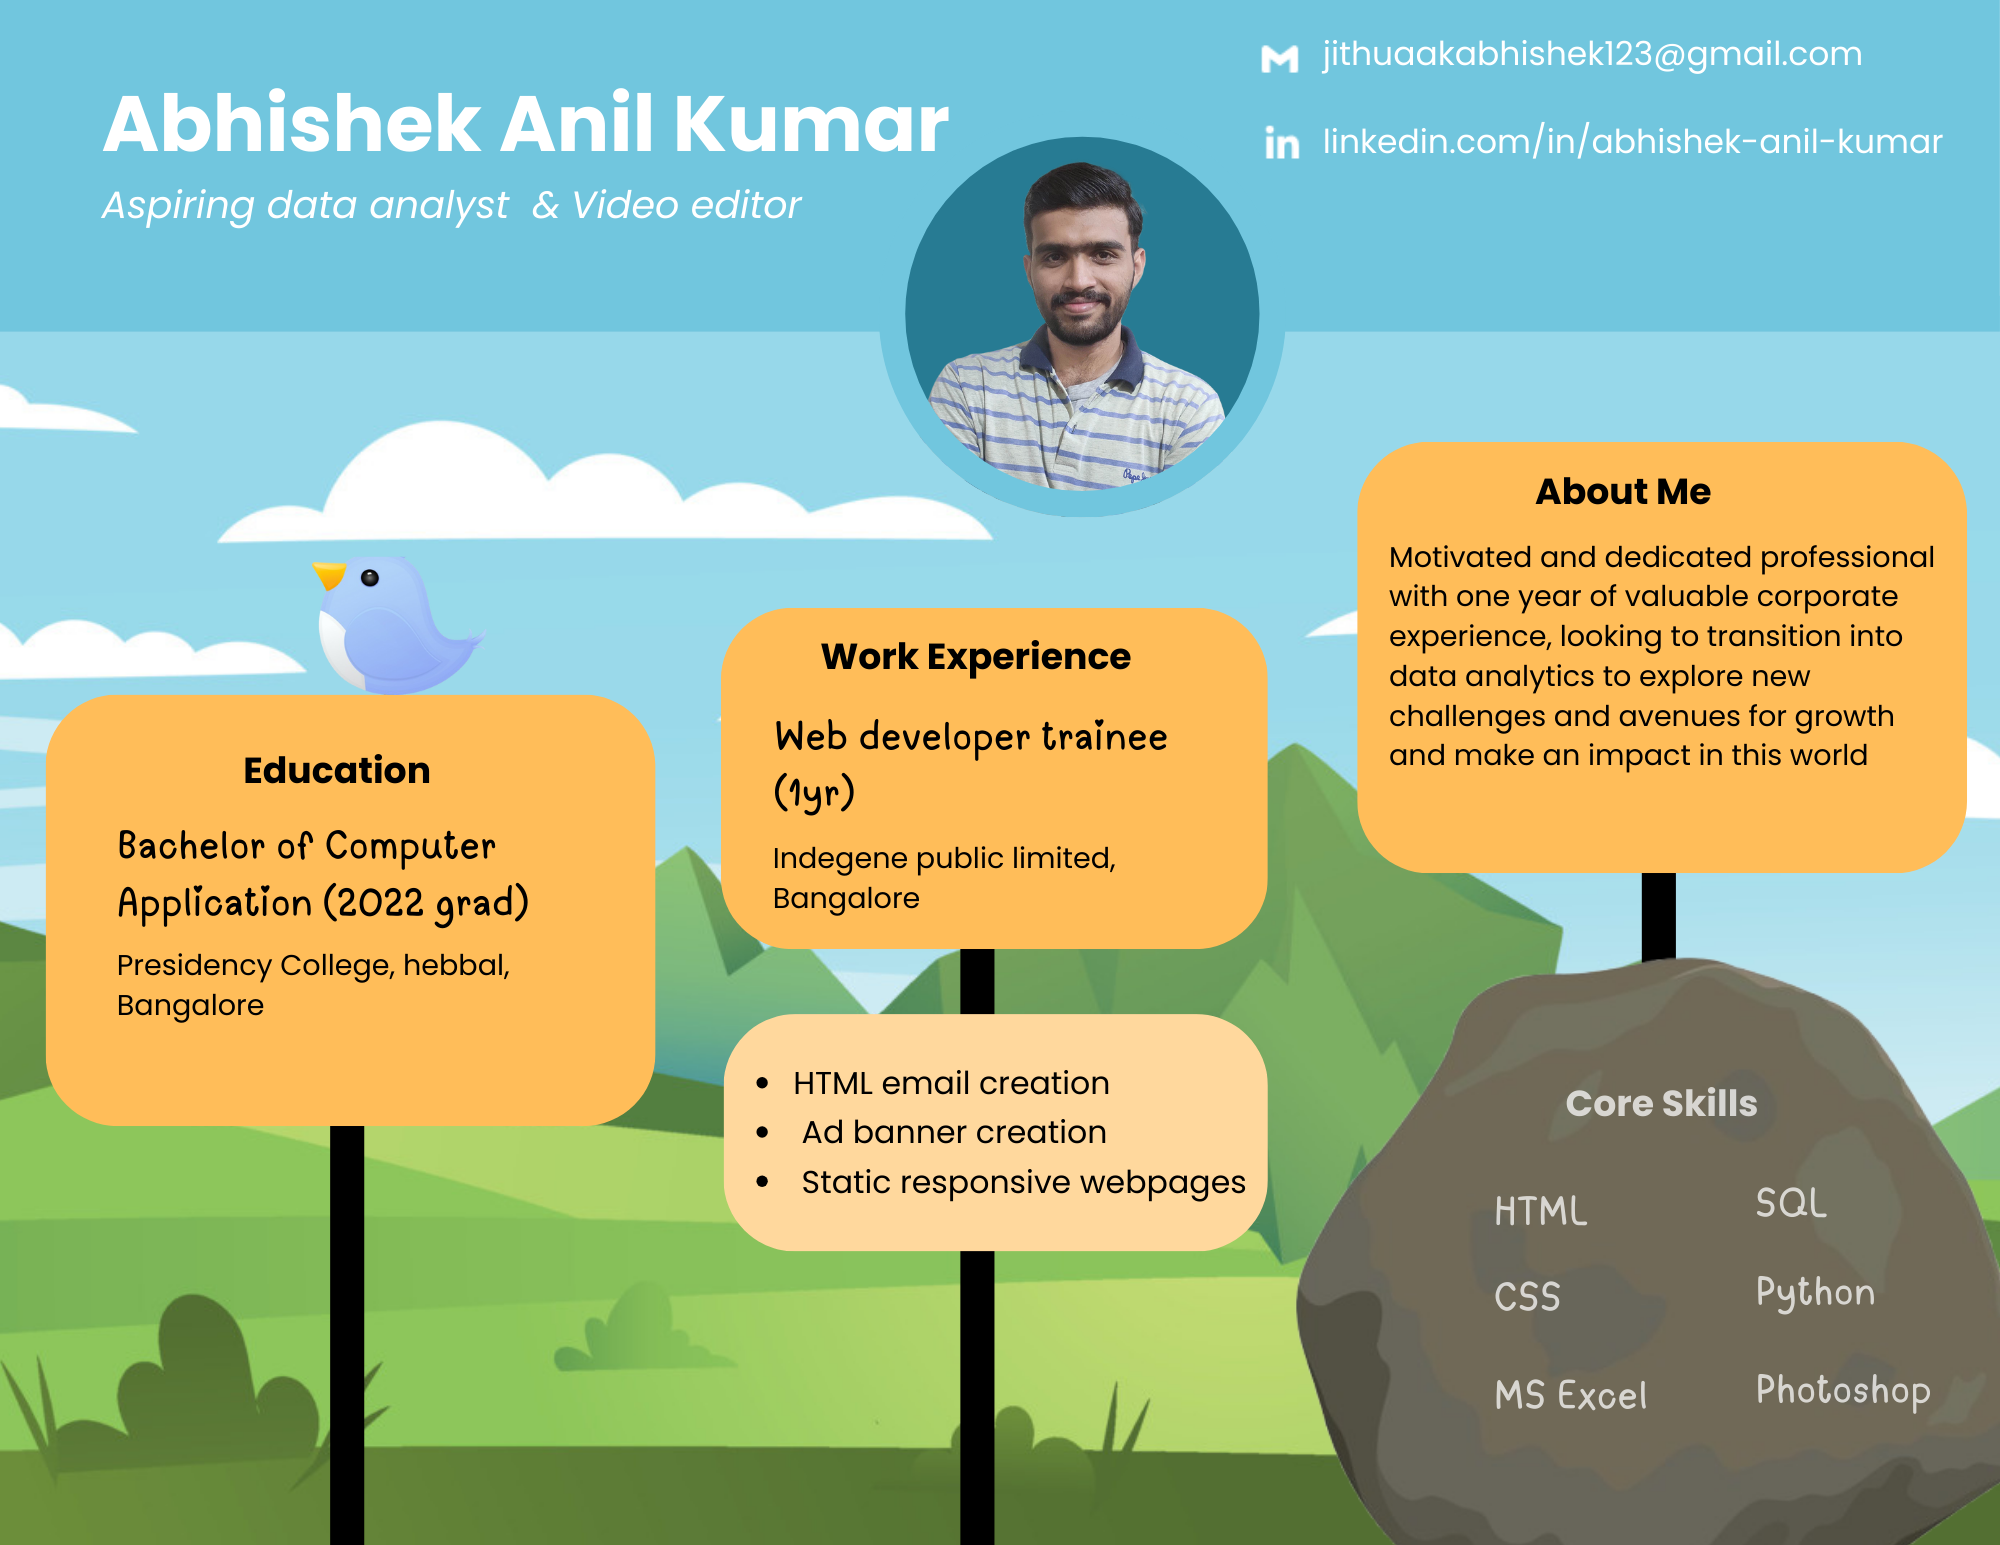 Abhishek Anil Kumar
Aspiring data analyst & Video editor
jithuaakabhishek123@gmail.com
linkedin.com/in/abhishek-anil-kumar
About Me
Motivated and dedicated professional
with one year of valuable corporate
experience, looking to transition into
data analytics to explore new
challenges and avenues for growth
and make an impact in this world
Education
Bachelor of Computer
Application (2022 grad)
Presidency College, hebbal,
Bangalore
Work Experience
Web developer trainee
(1yr)
Indegene public limited,
Bangalore
• HTML email creation
• Ad banner creation
• Static responsive webpages
Core Skills
HTML
SQL
CSS
Python
MS Excel
Photoshop